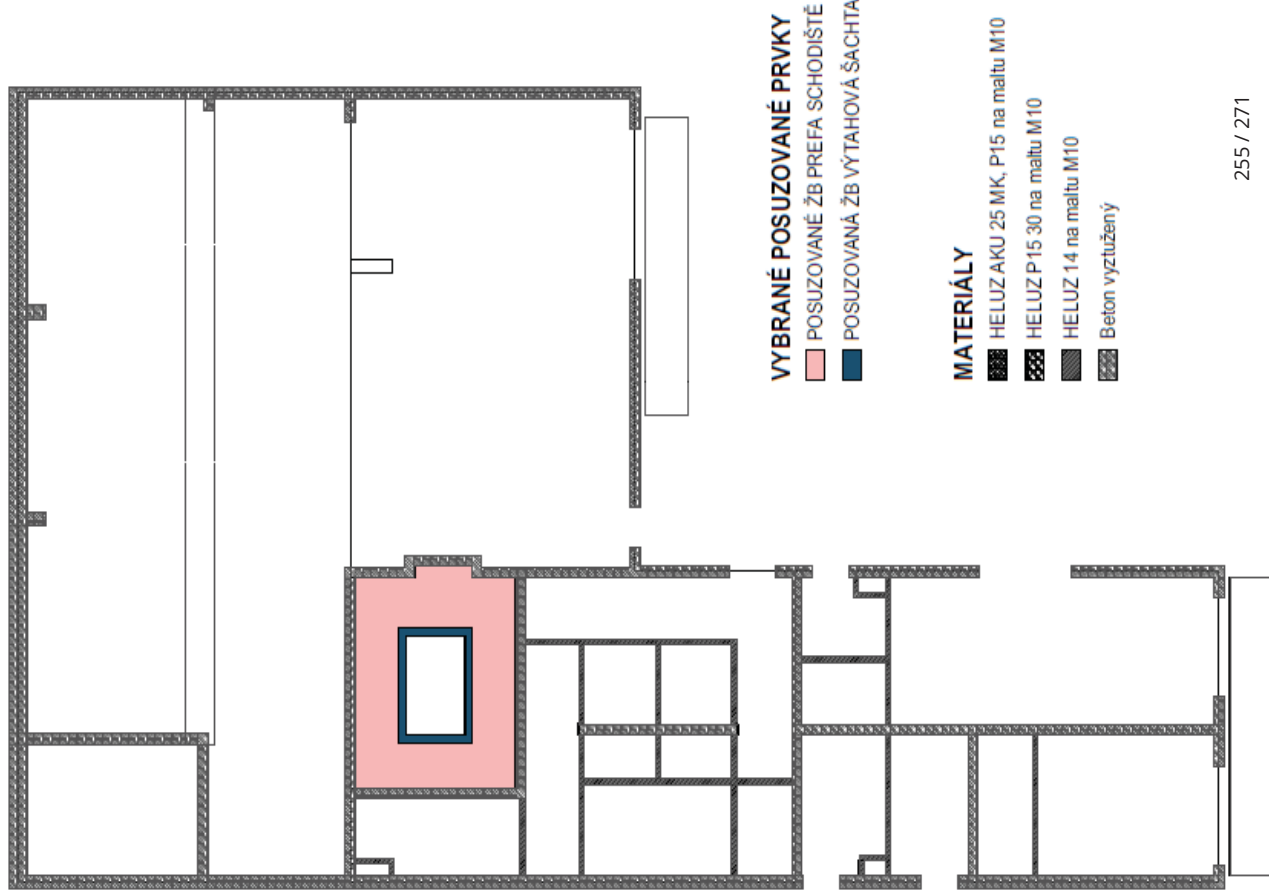 VYBRANÉ POSUZOVANÉ PRVKY
POSUZOVANÉ ŽB PREFA SCHODIŠTĚ
POSUZOVANÁ ŽB VÝTAHOVÁ ŠACHTA
MATERIÁLY
HELUZ AKU 25 MK, P15 na maltu M10
HELUZ P15 30 na maltu M10
HELUZ 14 na maltu M10
Beton vyztužený
255 / 271